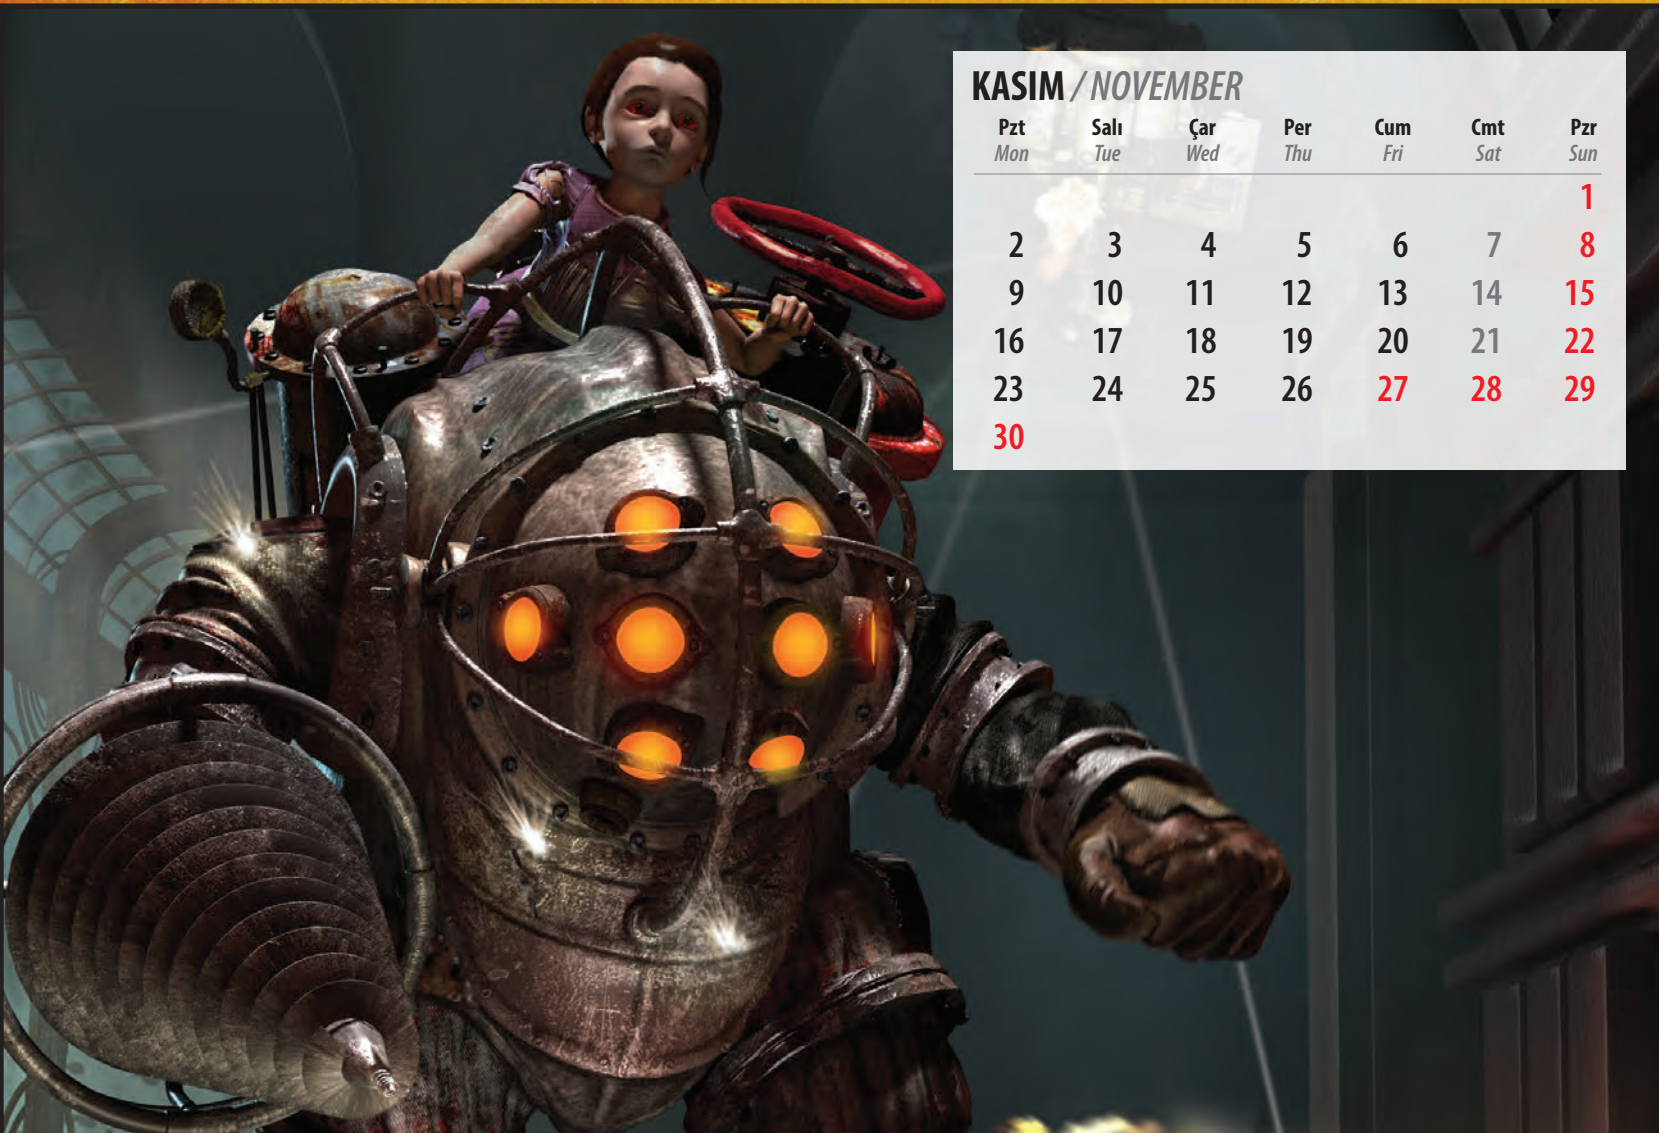 KASIM / NOVEMBER
Pzt Salı Çar Per Cum Cmt Pzr
Mon Tue Wed Thu Fri Sat Sun
1
2 3 4 5 6 7 8
9 10 11 12 13 14 15
16 17 18 19 20 21 22
23 24 25 26 27 28 29
30